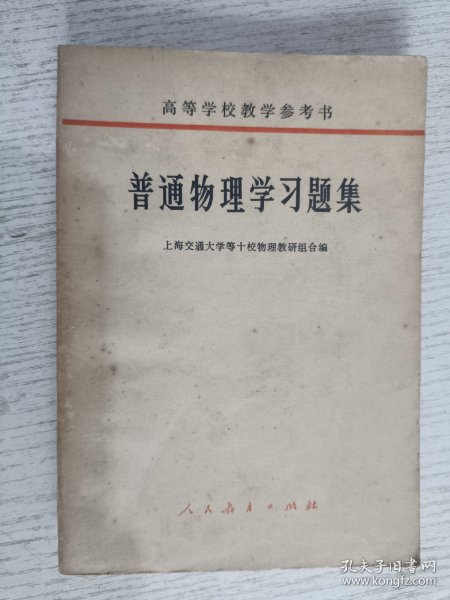 高等学校教学参考书
普通物理学习题集
上海交通大学等十校物理教研组合编
人民教育出版社
孔夫子旧书网
www.kongfz.com